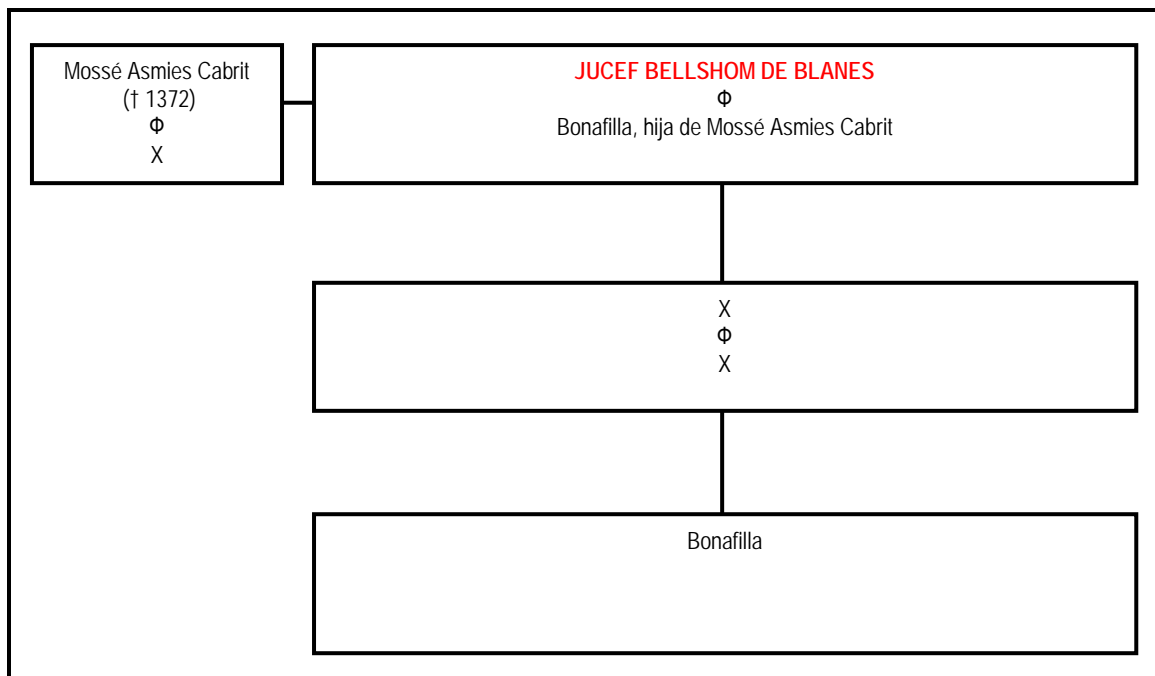 Mossé Asmies Cabrit
(† 1372)
Φ
X
JUCEF BELLSHOM DE BLANES
Φ
Bonafilla, hija de Mossé Asmies Cabrit
X
Φ
X
Bonafilla